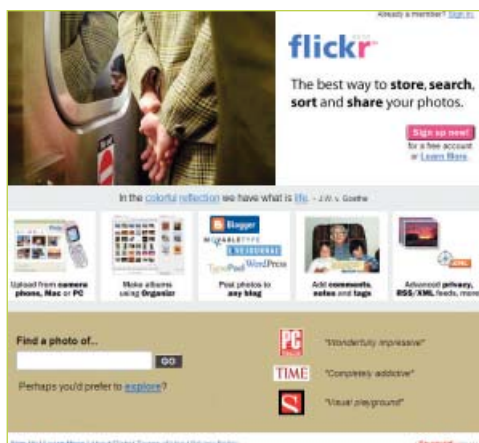 Already a member? Sign in.
flickr
The best way to store, search,
sort and share your photos.
Sign up now!
for a free account
or Learn More
In the colorful reflection we have what is life. - J.W. v. Goethe
Blogger
MOVABLETYPE
LIVEJOURNAL
TypePad WordPress
Upload from camera
phone, Mac or PC
Make albums
using Organizr
Post photos to
any blog
Add comments,
notes and tags
Advanced privacy,
RSS/XML feeds, more
Find a photo of...
GO
Perhaps you'd prefer to explore?
PC
"Wonderfully impressive"
TIME
"Completely addictive"
S
"Visual playground"